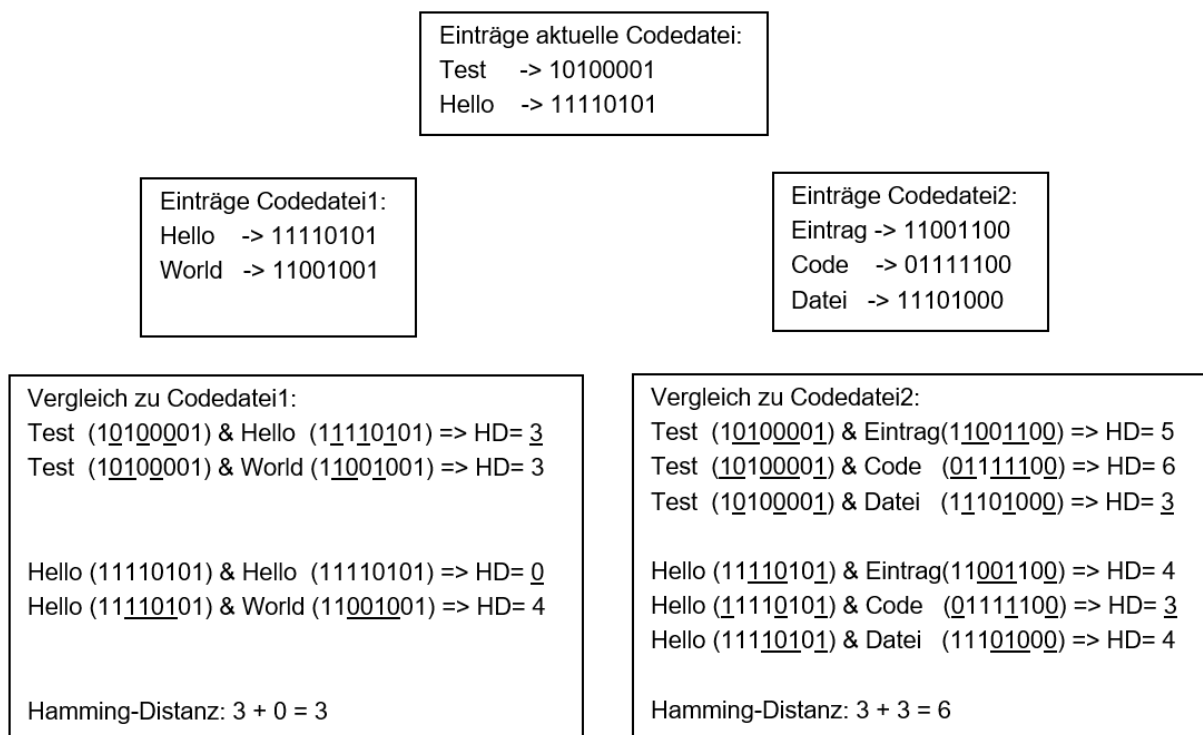 Einträge aktuelle Codedatei:
Test -> 10100001
Hello -> 11110101
Einträge Codedatei1:
Hello -> 11110101
World -> 11001001
Einträge Codedatei2:
Eintrag -> 11001100
Code -> 01111100
Datei -> 11101000
Vergleich zu Codedatei1:
Test (10100001) & Hello (11110101) => HD= 3
Test (10100001) & World (11001001) => HD= 3
Hello (11110101) & Hello (11110101) => HD= 0
Hello (11110101) & World (11001001) => HD= 4
Hamming-Distanz: 3 + 0 = 3
Vergleich zu Codedatei2:
Test (10100001) & Eintrag(11001100) => HD= 5
Test (10100001) & Code (01111100) => HD= 6
Test (10100001) & Datei (11101000) => HD= 3
Hello (11110101) & Eintrag(11001100) => HD= 4
Hello (11110101) & Code (01111100) => HD= 3
Hello (11110101) & Datei (11101000) => HD= 4
Hamming-Distanz: 3 + 3 = 6